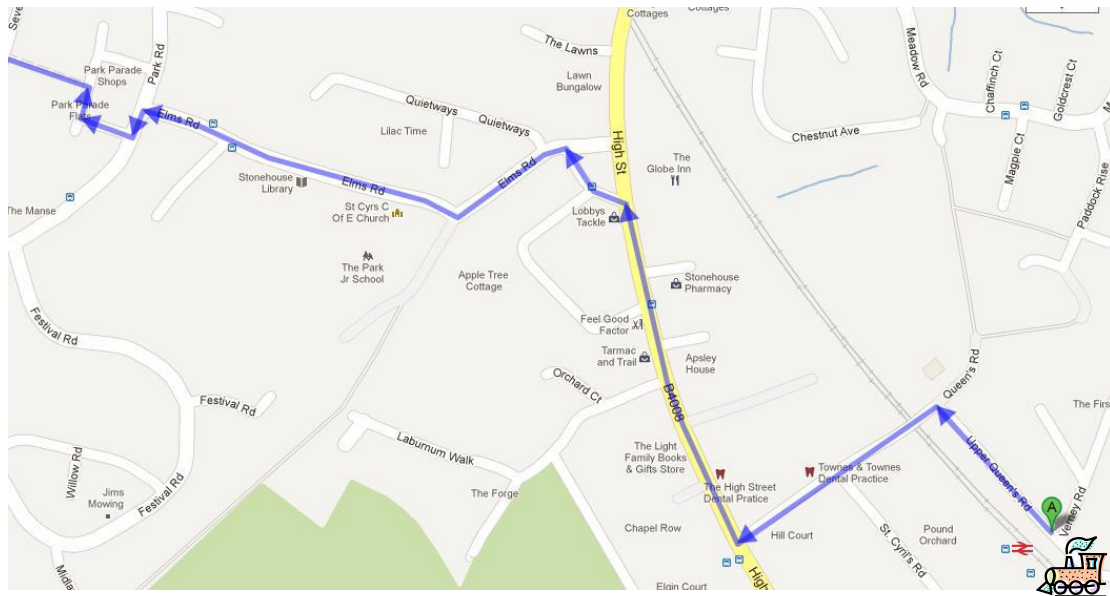 Seve
Cottages
Cottages
The Lawns
Park Rd
Meadow Rd
Lawn
Bungalow
Park Parade
Shops
Chaffinch Ct
Goldcrest Ct
Park Parade
Flats
Elms Rd
Quietways
Quietways
Lilac Time
High St
Chestnut Ave
Magpie Ct
The
Globe Inn
Stonehouse
Library
Elms Rd
Elms Rd
Paddock Rise
The Manse
St Cyrs C
Of E Church
Lobbys
Tackle
The Park
Jr School
Apple Tree
Cottage
Stonehouse
Pharmacy
Feel Good
Factor
Festival Rd
Tarmac
and Trail
Apsley
House
Queen's Rd
Orchard Ct
B4008
Festival Rd
The Firs
Laburnum Walk
The Light
Family Books
& Gifts Store
Upper Queen's Rd
Willow Rd
Townes & Townes
Dental Practice
Jims
Mowing
Festival Rd
The Forge
The High Street
Dental Pratice
A
Verney Rd
Chapel Row
Hill Court
St. Cyril's Rd
Pound
Orchard
Midla
Elgin Court
High